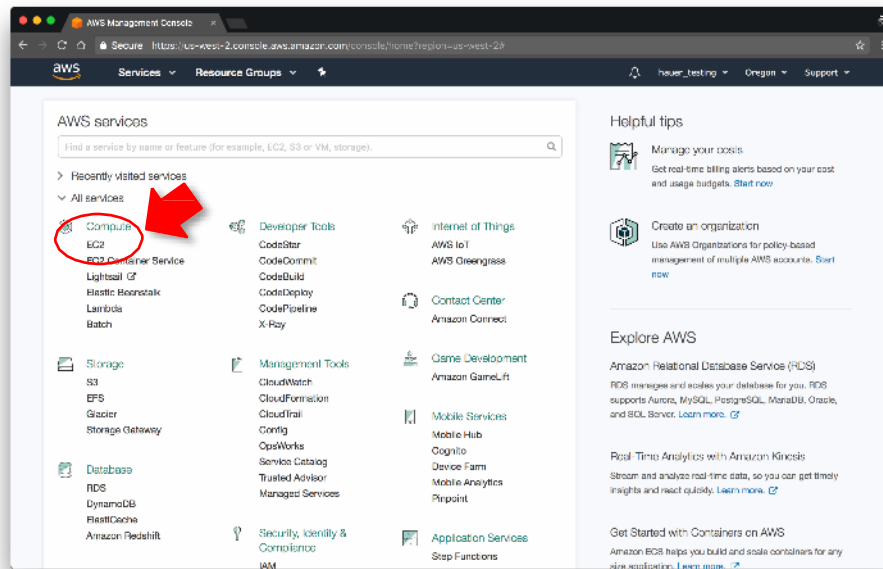 AWS Management Console
Secure https://us-west-2.console.aws.amazon.com/console/home?region=us-west-2#
aws
Services
Resource Groups
hauer_testing
Oregon
Support
AWS services
Find a service by name or feature (for example, EC2, S3 or VM, storage).
Recently visited services
All services
Compute
EC2
EC2 Container Service
Lightsail
Elastic Beanstalk
Lambda
Batch
Storage
S3
EFS
Glacier
Storage Gateway
Database
RDS
DynamoDB
ElastiCache
Amazon Redshift
Developer Tools
CodeStar
CodeCommit
CodeBuild
CodeDeploy
CodePipeline
X-Ray
Management Tools
CloudWatch
CloudFormation
CloudTrail
Config
OpsWorks
Service Catalog
Trusted Advisor
Managed Services
Security, Identity &
Compliance
IAM
Internet of Things
AWS IoT
AWS Greengrass
Contact Center
Amazon Connect
Game Development
Amazon GameLift
Mobile Services
Mobile Hub
Cognito
Device Farm
Mobile Analytics
Pinpoint
Application Services
Step Functions
Helpful tips
Manage your costs
Get real-time billing alerts based on your cost
and usage budgets. Start now
Create an organization
Use AWS Organizations for policy-based
management of multiple AWS accounts. Start
now
Explore AWS
Amazon Relational Database Service (RDS)
RDS manages and scales your database for you. RDS
supports Aurora, MySQL, PostgreSQL, MariaDB, Oracle,
and SQL Server. Learn more.
Real-Time Analytics with Amazon Kinesis
Stream and analyze real-time data, so you can get timely
insights and react quickly. Learn more.
Get Started with Containers on AWS
Amazon ECS helps you build and scale containers for any
size application. Learn more.